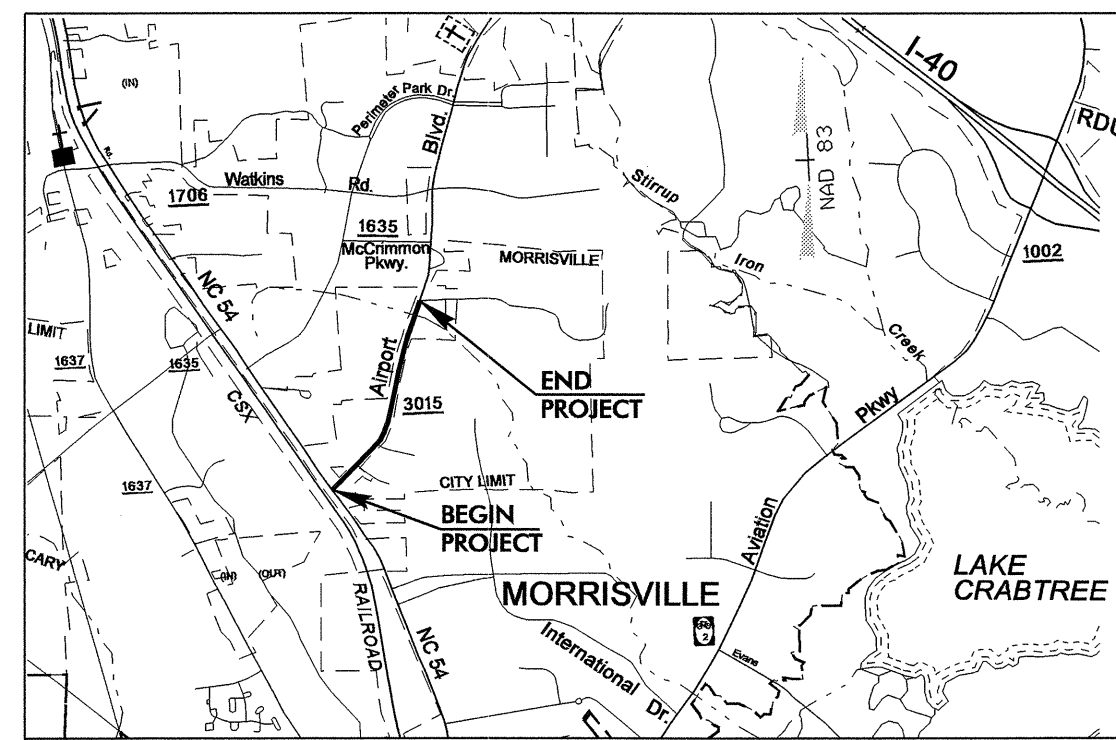 I-40
RDU
(IN)
Perimeter Park Dr.
Blvd.
Rd.
NAD 83
Watkins Rd.
1706
Stirrup
1635
McCrimmon
Pkwy.
MORRISVILLE
Iron
1002
NC 54
LIMIT
Creek
1637
1635
Airport
END
PROJECT
CSX
3015
Pkwy
CITY LIMIT
1637
BEGIN
PROJECT
Aviation
CARY
(IN)
(OUT)
LAKE
CRABTREE
RAILROAD
MORRISVILLE
2
NC 54
International Dr.
Evans